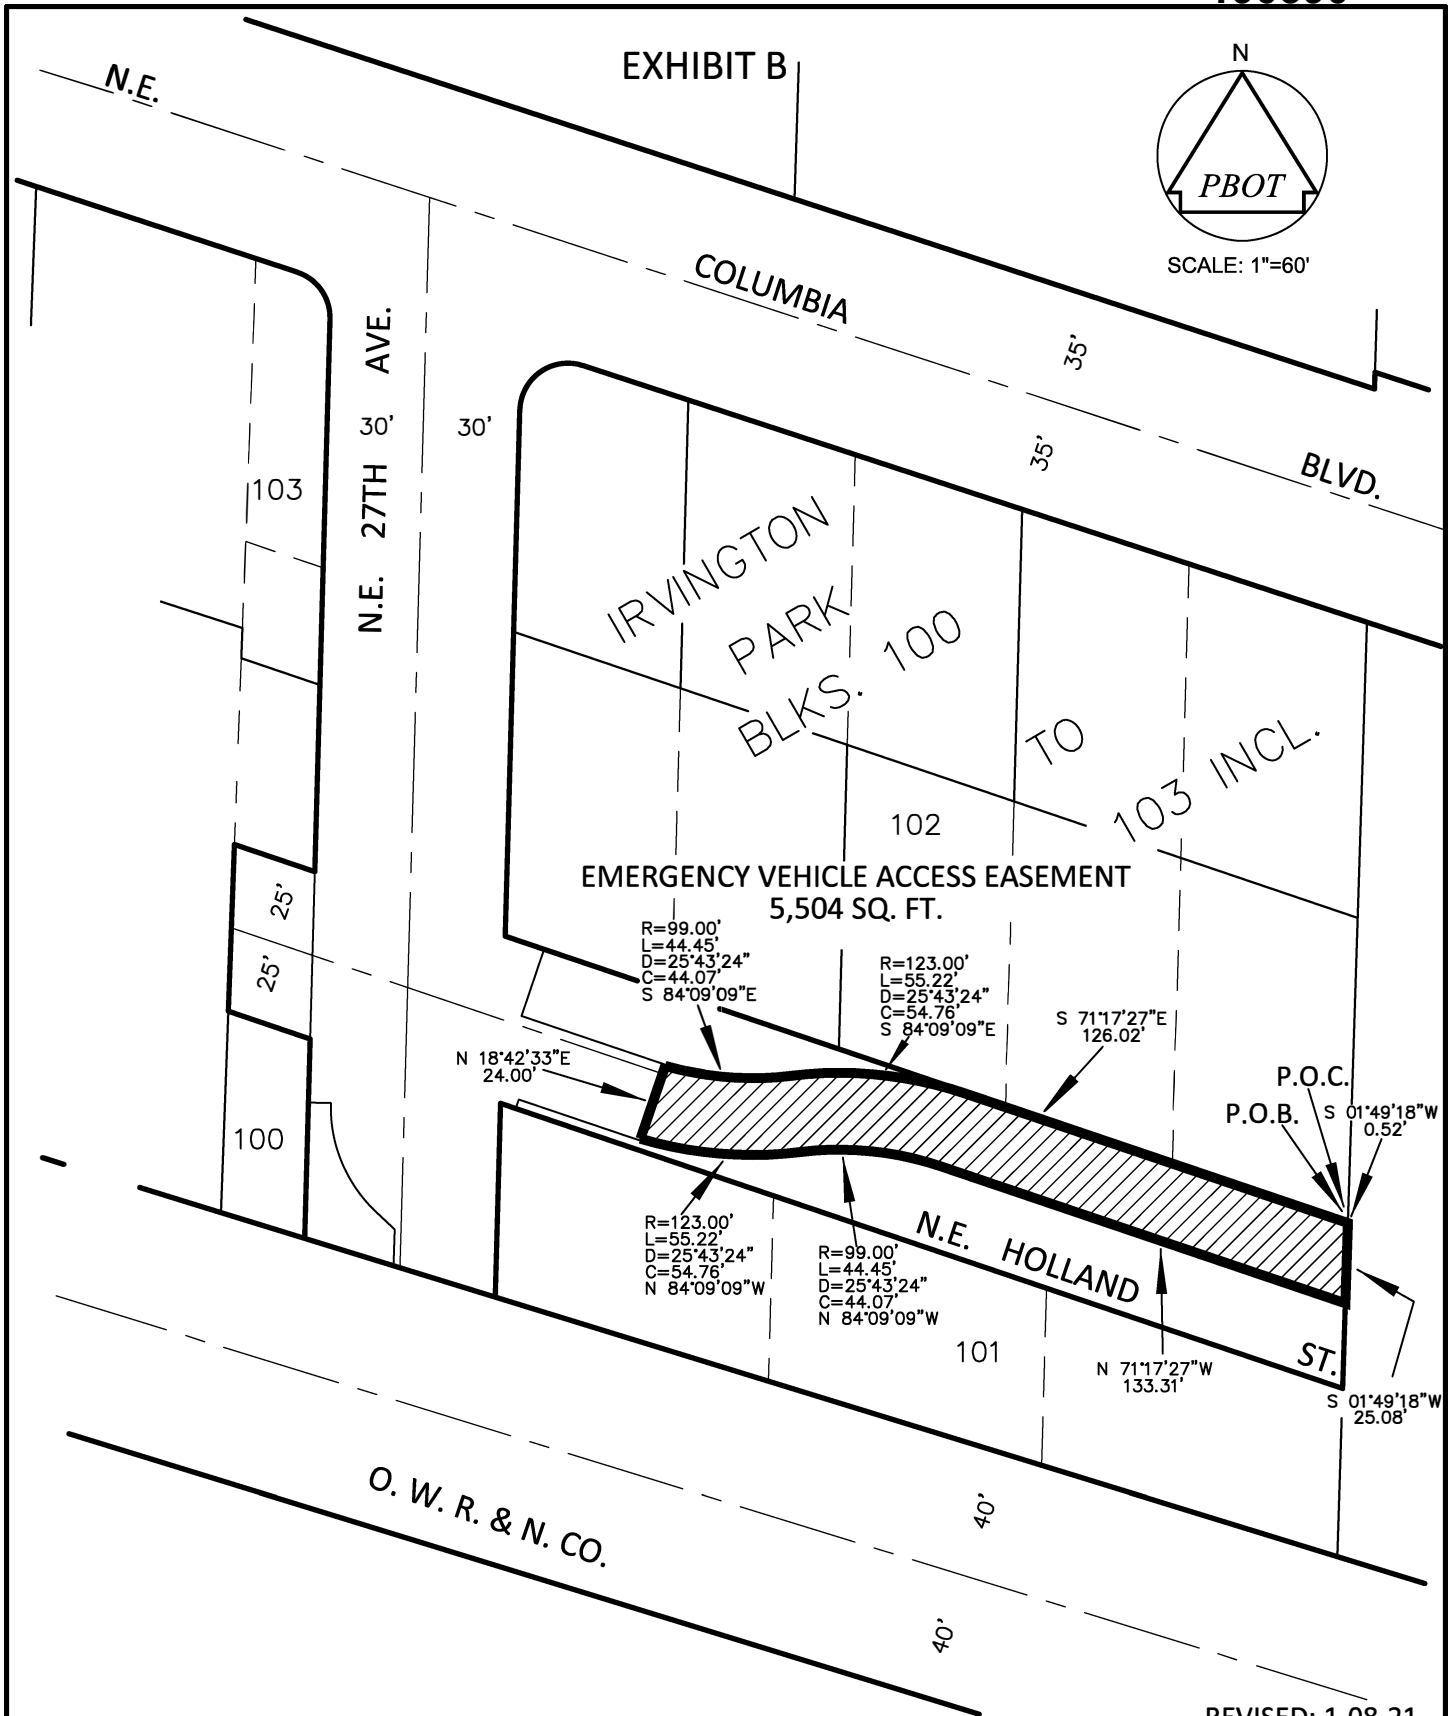 EXHIBIT B
N
PBOT
SCALE: 1"=60'
N.E.
COLUMBIA
BLVD.
35'
35'
N.E. 27TH AVE.
30'
30'
103
IRVINGTON
PARK
BLKS. 100
TO
103 INCL.
102
EMERGENCY VEHICLE ACCESS EASEMENT
5,504 SQ. FT.
25'
25'
R=99.00'
L=44.45'
D=25°43'24"
C=44.07'
S 84°09'09"E
R=123.00'
L=55.22'
D=25°43'24"
C=54.76'
S 84°09'09"E
S 71°17'27"E
126.02'
N 18°42'33"E
24.00'
P.O.C.
P.O.B.
S 01°49'18"W
0.52'
100
R=123.00'
L=55.22'
D=25°43'24"
C=54.76'
N 84°09'09"W
R=99.00'
L=44.45'
D=25°43'24"
C=44.07'
N 84°09'09"W
N.E. HOLLAND
ST.
101
N 71°17'27"W
133.31'
S 01°49'18"W
25.08'
O. W. R. & N. CO.
40'
40'
REVISED: 1-08-21